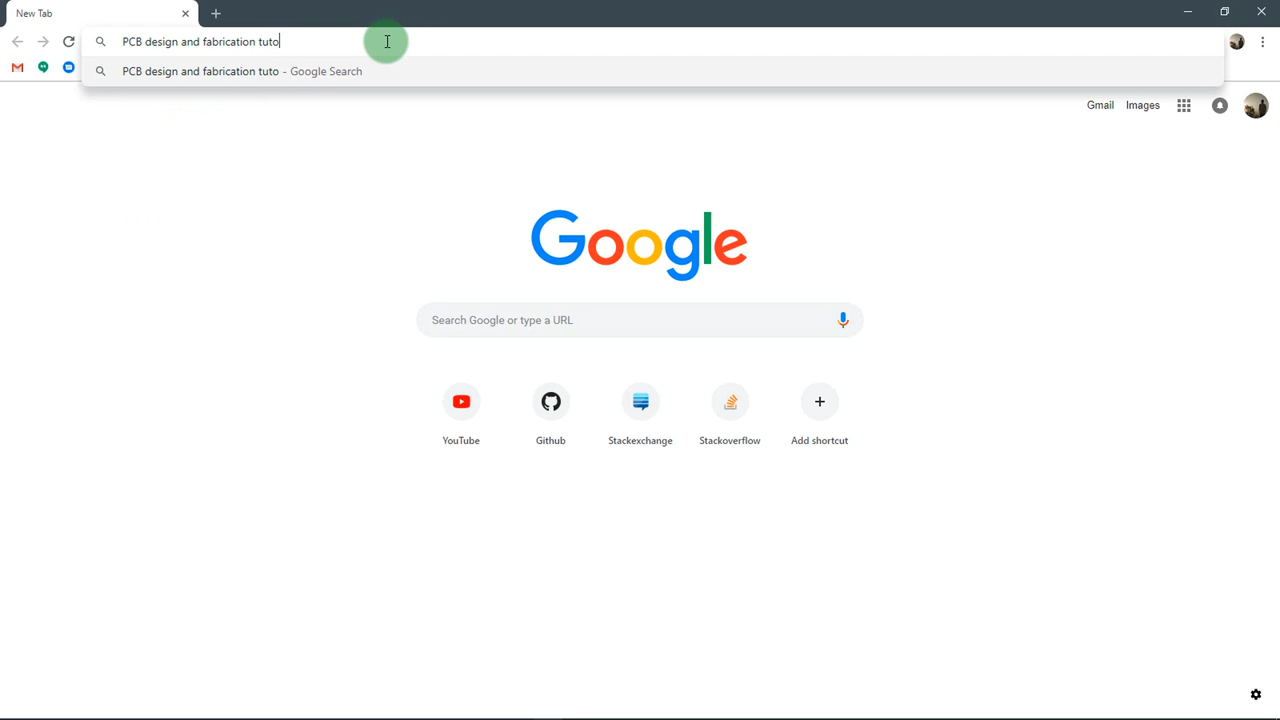 New Tab
PCB design and fabrication tuto
PCB design and fabrication tuto - Google Search
Gmail Images
Google
Search Google or type a URL
YouTube Github Stackexchange Stackoverflow Add shortcut